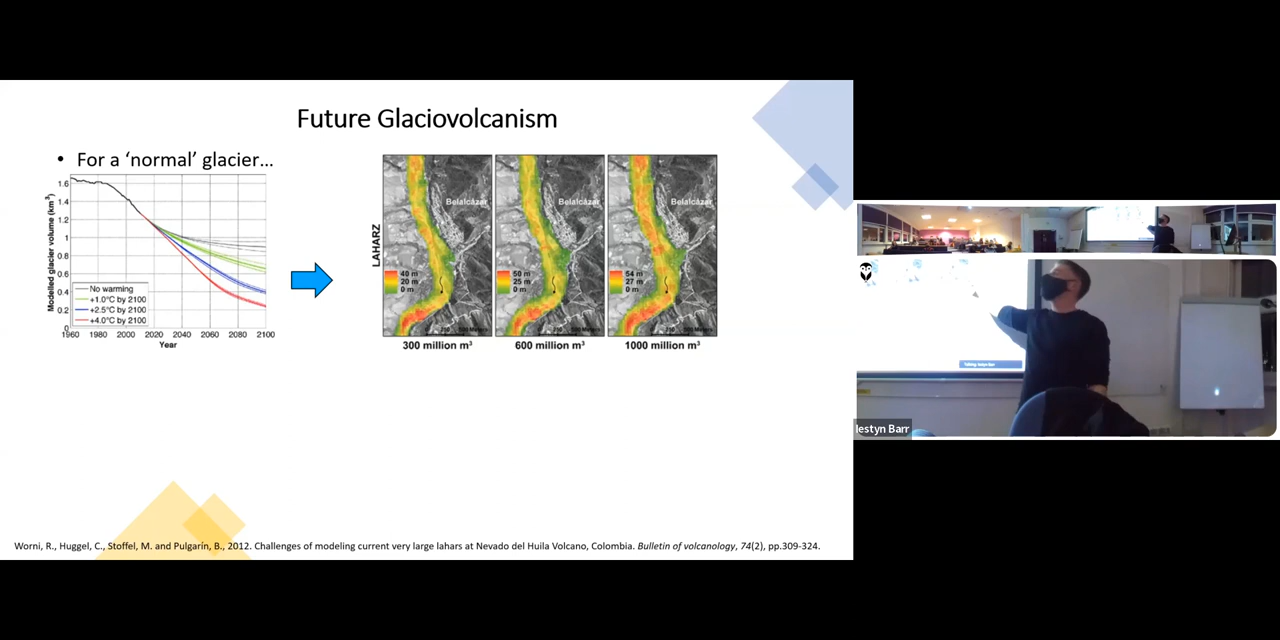 Future Glaciovolcanism
• For a ‘normal’ glacier…
Modelled glacier volume (km³)
1.6
1.4
1.2
1
0.8
0.6
0.4
0.2
0
No warming
+1.0°C by 2100
+2.5°C by 2100
+4.0°C by 2100
1960 1980 2000 2020 2040 2060 2080 2100
Year
LAHARZ
Belalcázar
40 m
20 m
0 m
300 million m³
Belalcázar
50 m
25 m
0 m
600 million m³
Belalcázar
54 m
27 m
0 m
1000 million m³
Worni, R., Huggel, C., Stoffel, M. and Pulgarín, B., 2012. Challenges of modeling current very large lahars at Nevado del Huila Volcano, Colombia. Bulletin of volcanology, 74(2), pp.309-324.
Iestyn Barr